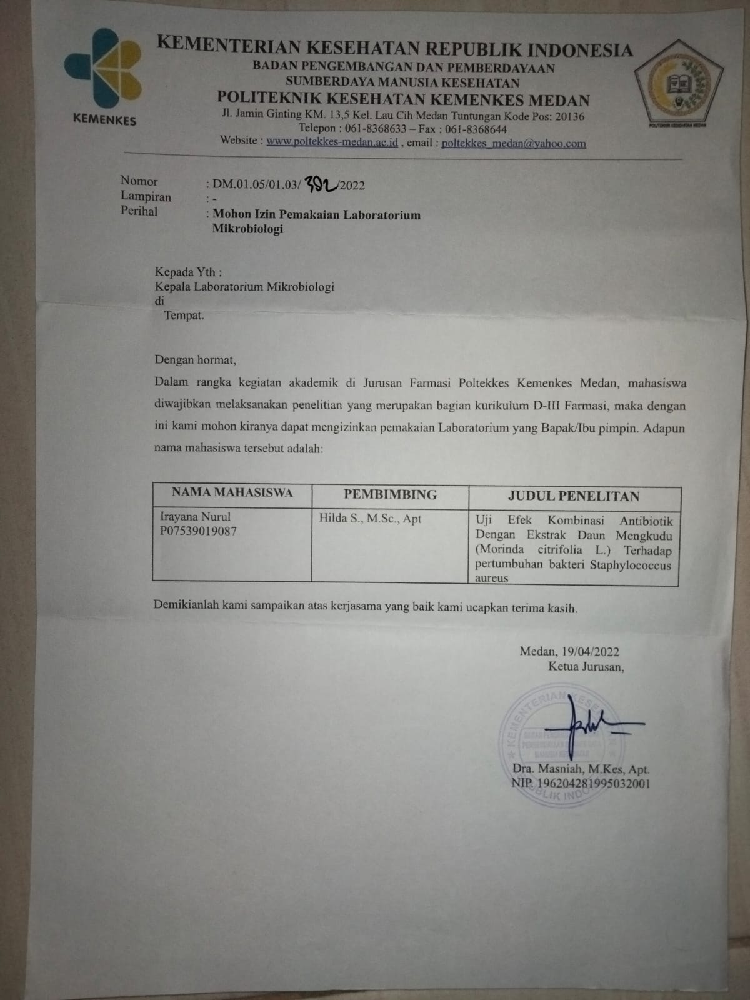 KEMENTERIAN KESEHATAN REPUBLIK INDONESIA
BADAN PENGEMBANGAN DAN PEMBERDAYAAN
SUMBERDAYA MANUSIA KESEHATAN
POLITEKNIK KESEHATAN KEMENKES MEDAN
Jl. Jamin Ginting KM. 13,5 Kel. Lau Cih Medan Tuntungan Kode Pos: 20136
Telepon : 061-8368633 – Fax : 061-8368644
Website : www.poltekkes-medan.ac.id , email : poltekkes_medan@yahoo.com
KEMENKES
POLITEKNIK KESEHATAN MEDAN
Nomor : DM.01.05/01.03/ 392 /2022
Lampiran : -
Perihal : Mohon Izin Pemakaian Laboratorium
Mikrobiologi
Kepada Yth :
Kepala Laboratorium Mikrobiologi
di
Tempat.
Dengan hormat,
Dalam rangka kegiatan akademik di Jurusan Farmasi Poltekkes Kemenkes Medan, mahasiswa
diwajibkan melaksanakan penelitian yang merupakan bagian kurikulum D-III Farmasi, maka dengan
ini kami mohon kiranya dapat mengizinkan pemakaian Laboratorium yang Bapak/Ibu pimpin. Adapun
nama mahasiswa tersebut adalah:
NAMA MAHASISWA PEMBIMBING JUDUL PENELITAN
Irayana Nurul Hilda S., M.Sc., Apt Uji Efek Kombinasi Antibiotik
P07539019087 Dengan Ekstrak Daun Mengkudu
(Morinda citrifolia L.) Terhadap
pertumbuhan bakteri Staphylococcus
aureus
Demikianlah kami sampaikan atas kerjasama yang baik kami ucapkan terima kasih.
Medan, 19/04/2022
Ketua Jurusan,
KEMENTERIAN KESE
Dra. Masniah, M.Kes, Apt.
NIP. 196204281995032001